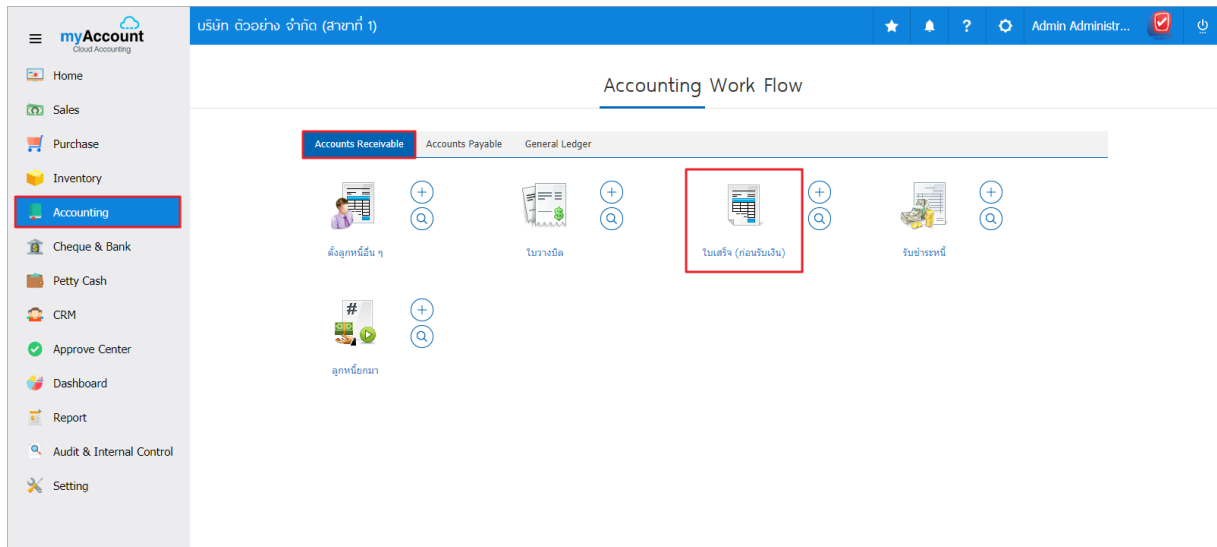 myAccount
Cloud Accounting
บริษัท ตัวอย่าง จำกัด (สาขาที่ 1)
?
Admin Administr...
Home
Sales
Purchase
Inventory
Accounting
Cheque & Bank
Petty Cash
CRM
Approve Center
Dashboard
Report
Audit & Internal Control
Setting
Accounting Work Flow
Accounts Receivable Accounts Payable General Ledger
ตั้งลูกหนี้อื่น ๆ ใบวางบิล ใบเสร็จ (ก่อนรับเงิน) รับชำระหนี้
#
ลูกหนี้ยกมา